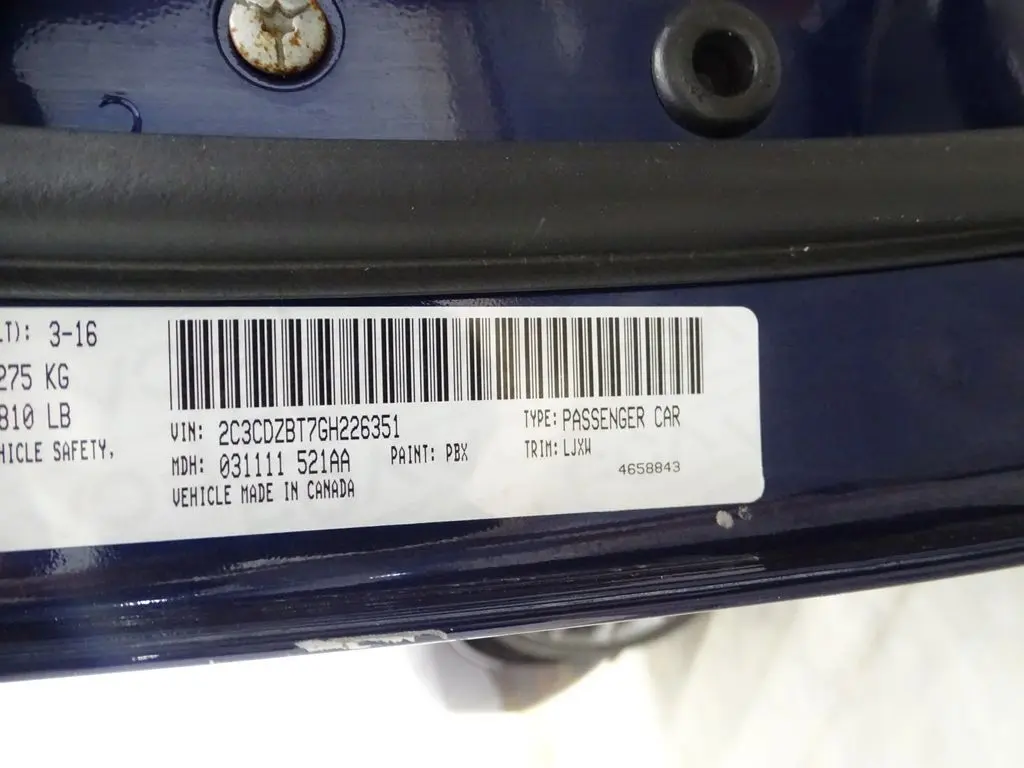 LT): 3-16
275 KG
810 LB
HICLE SAFETY,
VIN: 2C3CDZBT7GH226351
TYPE: PASSENGER CAR
MDH: 031111 521AA
PAINT: PBX
TRIM: LJXW
4658843
VEHICLE MADE IN CANADA